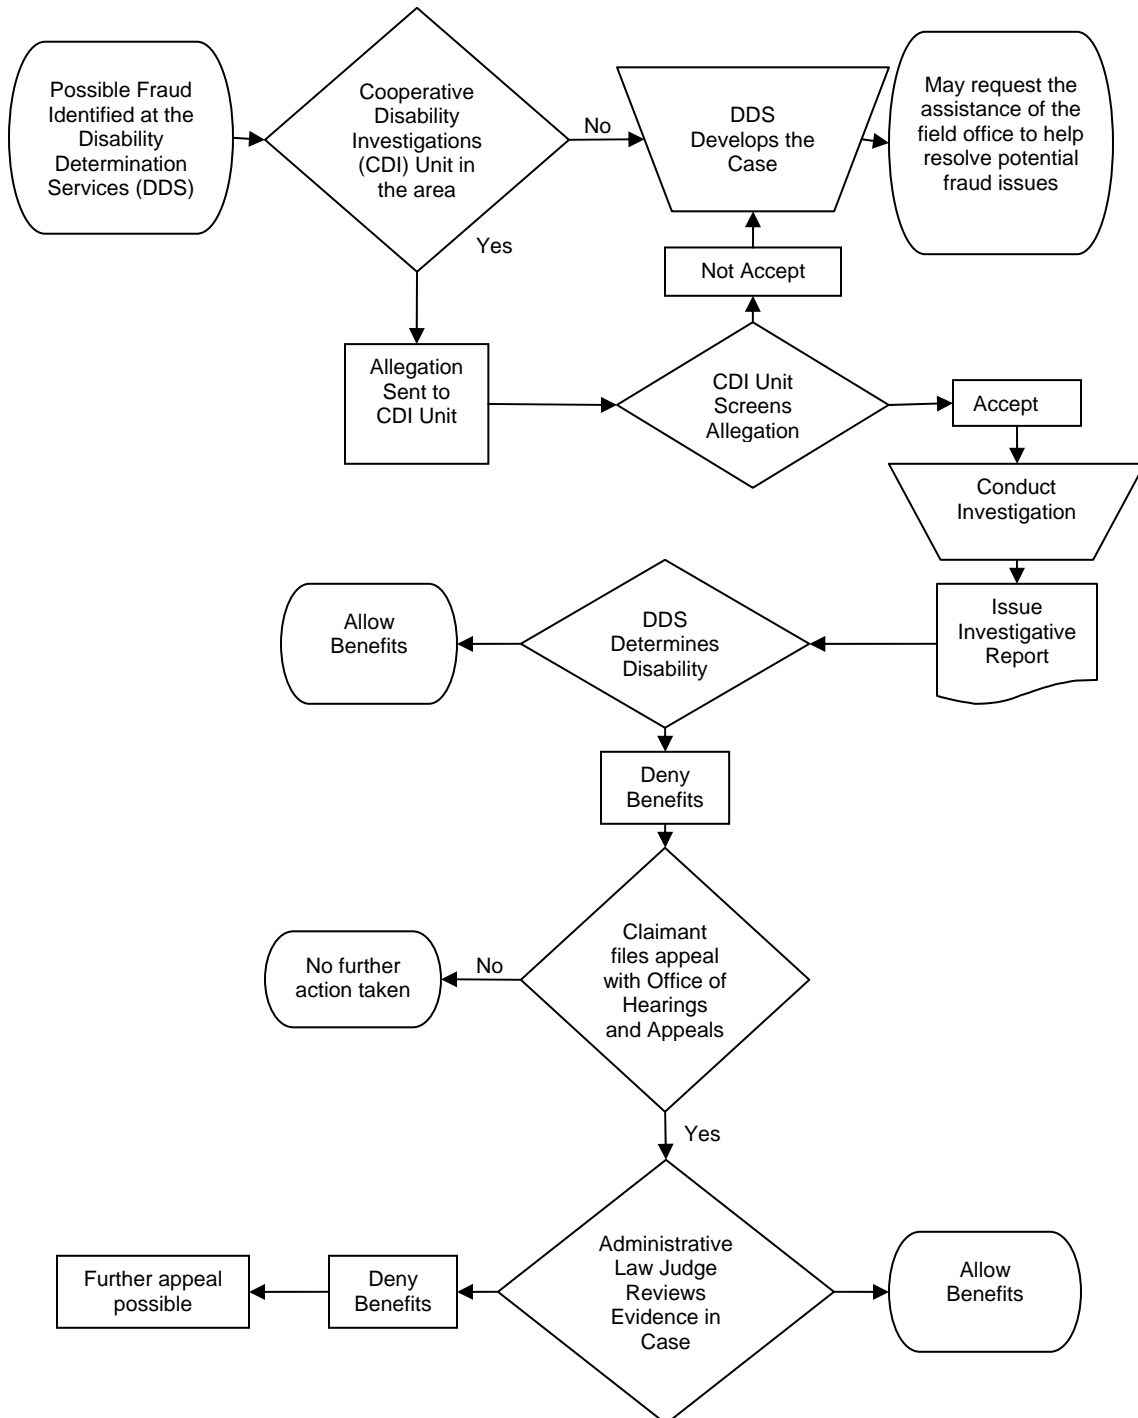 Possible Fraud
Identified at the
Disability
Determination
Services (DDS)
Cooperative
Disability
Investigations
(CDI) Unit in
the area
No
DDS
Develops the
Case
May request the
assistance of the
field office to help
resolve potential
fraud issues
Yes
Not Accept
Allegation
Sent to
CDI Unit
CDI Unit
Screens
Allegation
Accept
Conduct
Investigation
Issue
Investigative
Report
DDS
Determines
Disability
Allow
Benefits
Deny
Benefits
Claimant
files appeal
with Office of
Hearings
and Appeals
No
No further
action taken
Yes
Administrative
Law Judge
Reviews
Evidence in
Case
Deny
Benefits
Further appeal
possible
Allow
Benefits